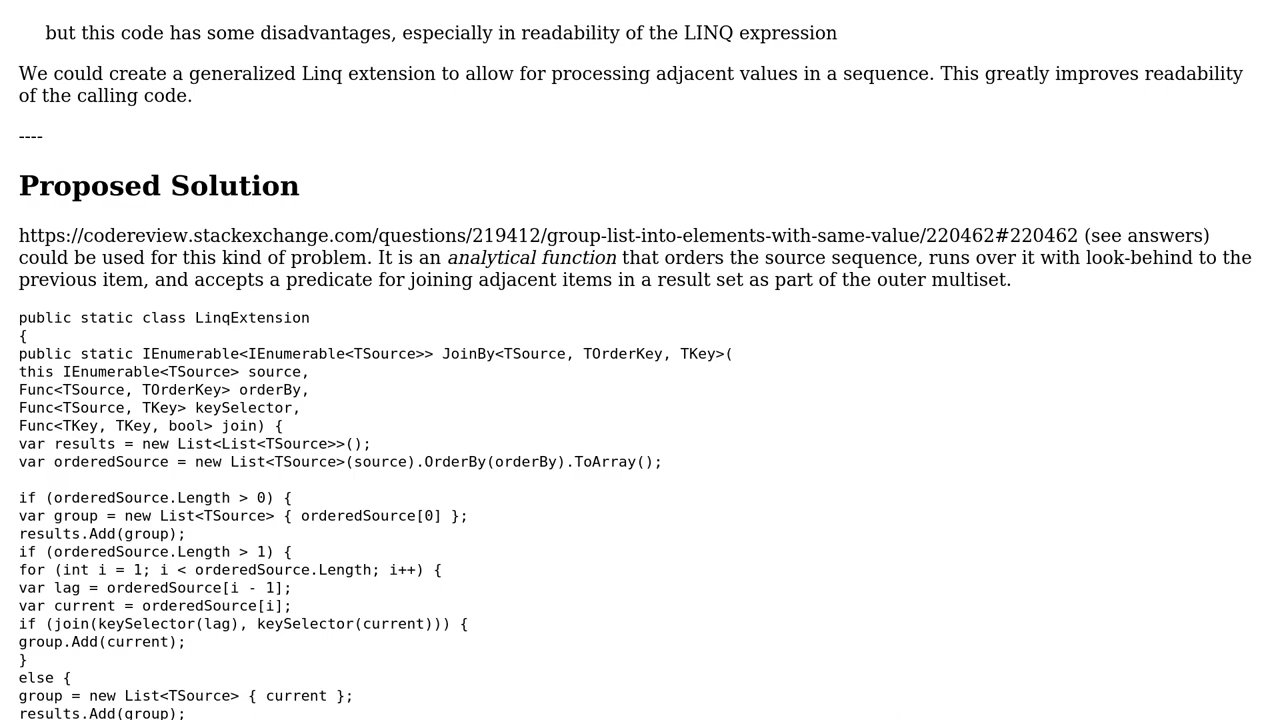 but this code has some disadvantages, especially in readability of the LINQ expression
We could create a generalized Linq extension to allow for processing adjacent values in a sequence. This greatly improves readability
of the calling code.
----
Proposed Solution
https://codereview.stackexchange.com/questions/219412/group-list-into-elements-with-same-value/220462#220462 (see answers)
could be used for this kind of problem. It is an analytical function that orders the source sequence, runs over it with look-behind to the
previous item, and accepts a predicate for joining adjacent items in a result set as part of the outer multiset.
public static class LinqExtension
{
public static IEnumerable<IEnumerable<TSource>> JoinBy<TSource, TOrderKey, TKey>(
this IEnumerable<TSource> source,
Func<TSource, TOrderKey> orderBy,
Func<TSource, TKey> keySelector,
Func<TKey, TKey, bool> join) {
var results = new List<List<TSource>>();
var orderedSource = new List<TSource>(source).OrderBy(orderBy).ToArray();
if (orderedSource.Length > 0) {
var group = new List<TSource> { orderedSource[0] };
results.Add(group);
if (orderedSource.Length > 1) {
for (int i = 1; i < orderedSource.Length; i++) {
var lag = orderedSource[i - 1];
var current = orderedSource[i];
if (join(keySelector(lag), keySelector(current))) {
group.Add(current);
}
else {
group = new List<TSource> { current };
results.Add(group);